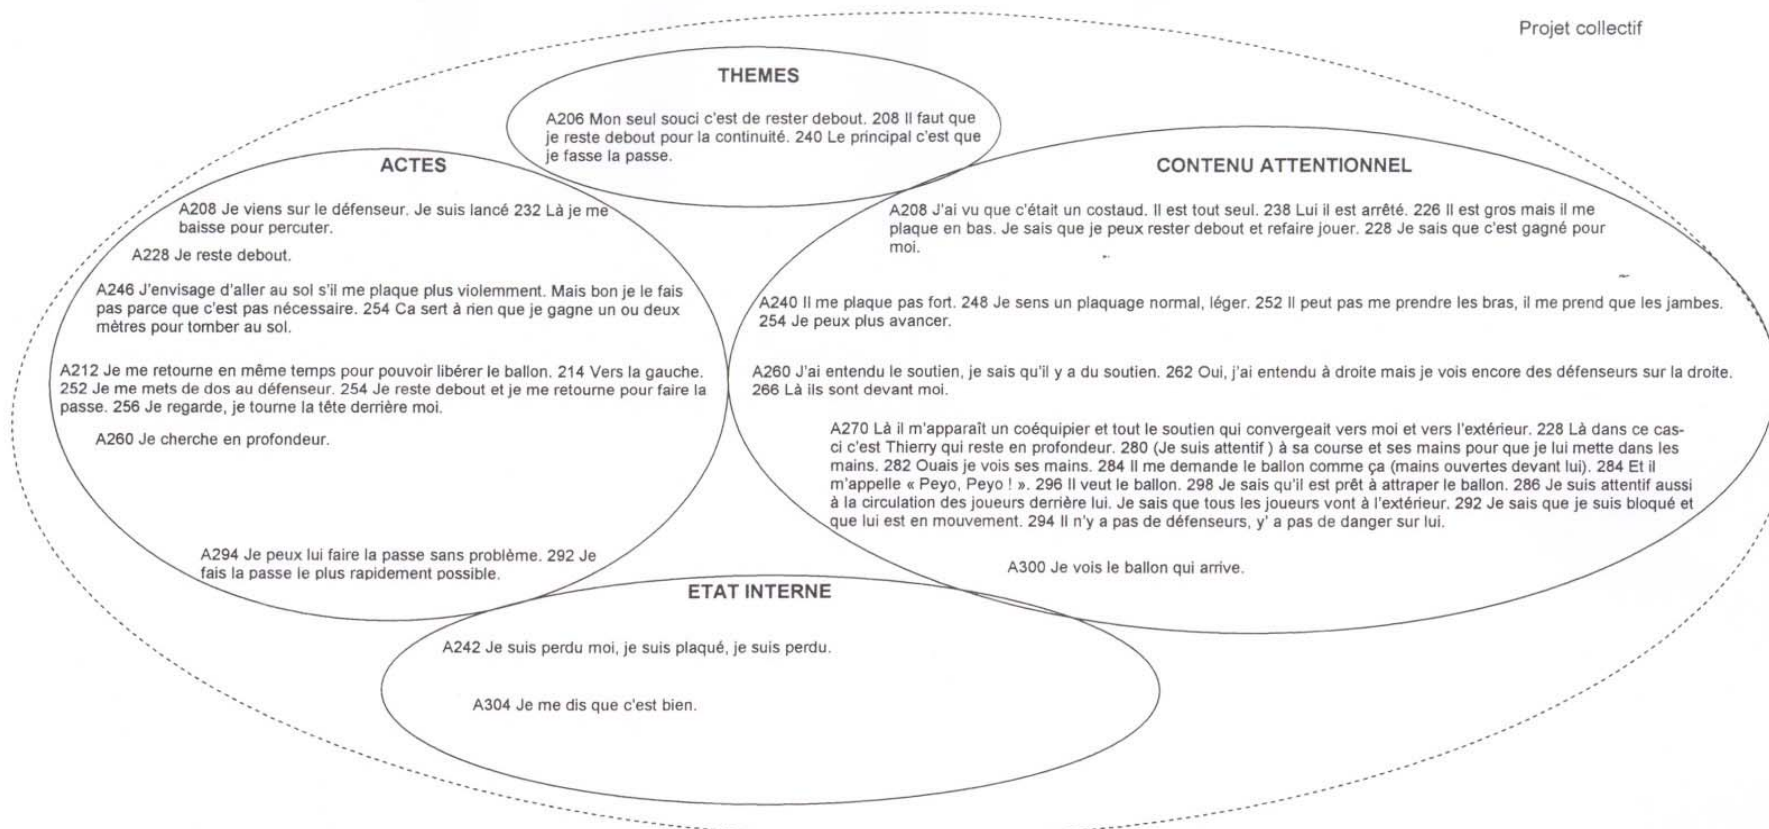 Projet collectif
THEMES
A206 Mon seul souci c'est de rester debout. 208 Il faut que
je reste debout pour la continuité. 240 Le principal c'est que
je fasse la passe.
ACTES
A208 Je viens sur le défenseur. Je suis lancé 232 Là je me
baisse pour percuter.
A228 Je reste debout.
A246 J'envisage d'aller au sol s'il me plaque plus violemment. Mais bon je le fais
pas parce que c'est pas nécessaire. 254 Ca sert à rien que je gagne un ou deux
mètres pour tomber au sol.
A212 Je me retourne en même temps pour pouvoir libérer le ballon. 214 Vers la gauche.
252 Je me mets de dos au défenseur. 254 Je reste debout et je me retourne pour faire la
passe. 256 Je regarde, je tourne la tête derrière moi.
A260 Je cherche en profondeur.
A294 Je peux lui faire la passe sans problème. 292 Je
fais la passe le plus rapidement possible.
CONTENU ATTENTIONNEL
A208 J'ai vu que c'était un costaud. Il est tout seul. 238 Lui il est arrêté. 226 Il est gros mais il me
plaque en bas. Je sais que je peux rester debout et refaire jouer. 228 Je sais que c'est gagné pour
moi.
A240 Il me plaque pas fort. 248 Je sens un plaquage normal, léger. 252 Il peut pas me prendre les bras, il me prend que les jambes.
254 Je peux plus avancer.
A260 J'ai entendu le soutien, je sais qu'il y a du soutien. 262 Oui, j'ai entendu à droite mais je vois encore des défenseurs sur la droite.
266 Là ils sont devant moi.
A270 Là il m'apparaît un coéquipier et tout le soutien qui convergeait vers moi et vers l'extérieur. 228 Là dans ce cas-
ci c'est Thierry qui reste en profondeur. 280 (Je suis attentif ) à sa course et ses mains pour que je lui mette dans les
mains. 282 Ouais je vois ses mains. 284 Il me demande le ballon comme ça (mains ouvertes devant lui). 284 Et il
m'appelle « Peyo, Peyo ! ». 296 Il veut le ballon. 298 Je sais qu'il est prêt à attraper le ballon. 286 Je suis attentif aussi
à la circulation des joueurs derrière lui. Je sais que tous les joueurs vont à l'extérieur. 292 Je sais que je suis bloqué et
que lui est en mouvement. 294 Il n'y a pas de défenseurs, y' a pas de danger sur lui.
A300 Je vois le ballon qui arrive.
ETAT INTERNE
A242 Je suis perdu moi, je suis plaqué, je suis perdu.
A304 Je me dis que c'est bien.